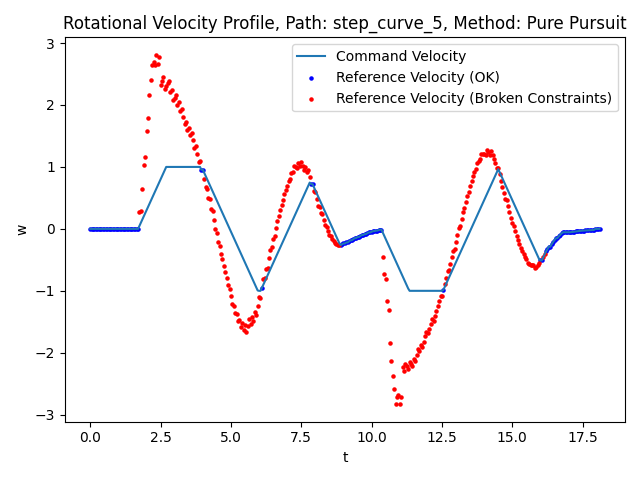 Rotational Velocity Profile, Path: step_curve_5, Method: Pure Pursuit
Command Velocity
Reference Velocity (OK)
Reference Velocity (Broken Constraints)
w
3
2
1
0
−1
−2
−3
0.0 2.5 5.0 7.5 10.0 12.5 15.0 17.5
t